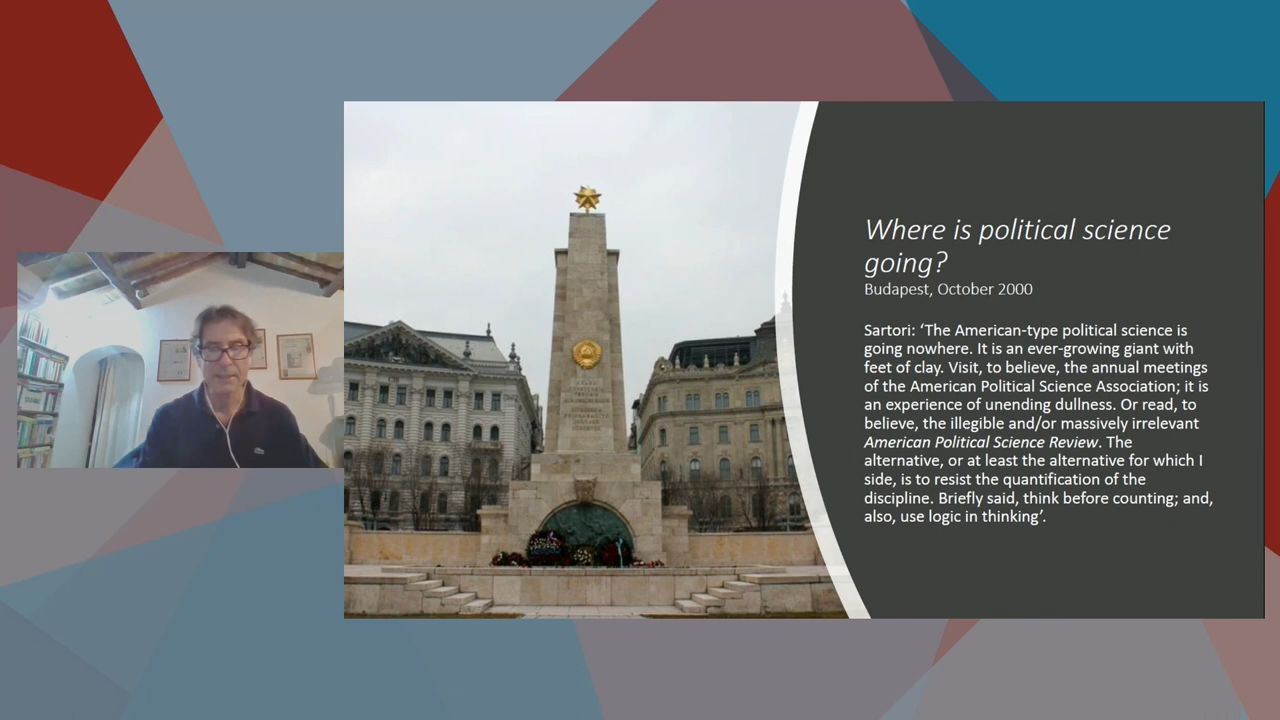 Where is political science
going?
Budapest, October 2000
Sartori: ‘The American-type political science is
going nowhere. It is an ever-growing giant with
feet of clay. Visit, to believe, the annual meetings
of the American Political Science Association; it is
an experience of unending dullness. Or read, to
believe, the illegible and/or massively irrelevant
American Political Science Review. The
alternative, or at least the alternative for which I
side, is to resist the quantification of the
discipline. Briefly said, think before counting; and,
also, use logic in thinking’.